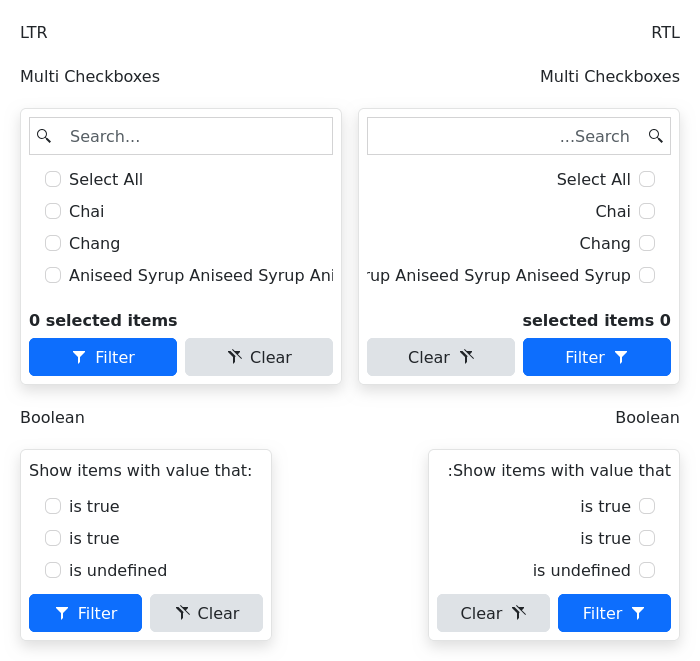 LTR
RTL
Multi Checkboxes
Multi Checkboxes
Search...
Select All
Chai
Chang
Aniseed Syrup Aniseed Syrup Ani
0 selected items
Filter Clear
...Search
Select All
Chai
Chang
rup Aniseed Syrup Aniseed Syrup
selected items 0
Clear Filter
Boolean
Boolean
Show items with value that:
is true
is true
is undefined
Filter Clear
:Show items with value that
is true
is true
is undefined
Clear Filter